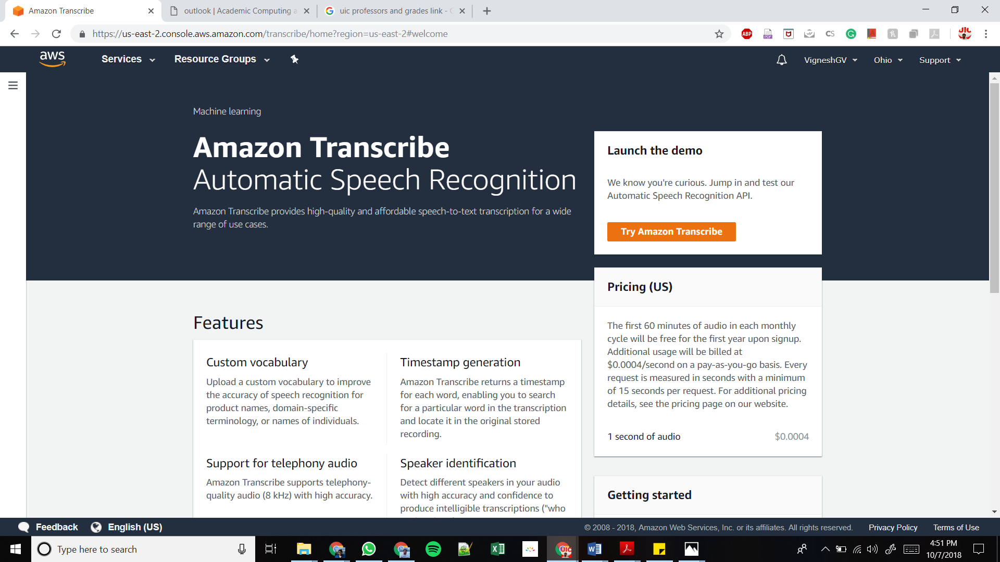 Amazon Transcribe
outlook | Academic Computing a
uic professors and grades link - G
https://us-east-2.console.aws.amazon.com/transcribe/home?region=us-east-2#welcome
ABP
PDF
CS
aws
Services
Resource Groups
VigneshGV
Ohio
Support
Machine learning
Amazon Transcribe
Automatic Speech Recognition
Amazon Transcribe provides high-quality and affordable speech-to-text transcription for a wide
range of use cases.
Launch the demo
We know you're curious. Jump in and test our
Automatic Speech Recognition API.
Try Amazon Transcribe
Pricing (US)
The first 60 minutes of audio in each monthly
cycle will be free for the first year upon signup.
Additional usage will be billed at
$0.0004/second on a pay-as-you-go basis. Every
request is measured in seconds with a minimum
of 15 seconds per request. For additional pricing
details, see the pricing page on our website.
1 second of audio $0.0004
Getting started
Features
Custom vocabulary
Upload a custom vocabulary to improve
the accuracy of speech recognition for
product names, domain-specific
terminology, or names of individuals.
Timestamp generation
Amazon Transcribe returns a timestamp
for each word, enabling you to search
for a particular word in the transcription
and locate it in the original stored
recording.
Support for telephony audio
Amazon Transcribe supports telephony-
quality audio (8 kHz) with high accuracy.
Speaker identification
Detect different speakers in your audio
with high accuracy and confidence to
produce intelligible transcriptions ("who
Feedback
English (US)
© 2008 - 2018, Amazon Web Services, Inc. or its affiliates. All rights reserved.
Privacy Policy
Terms of Use
Type here to search
4:51 PM
10/7/2018